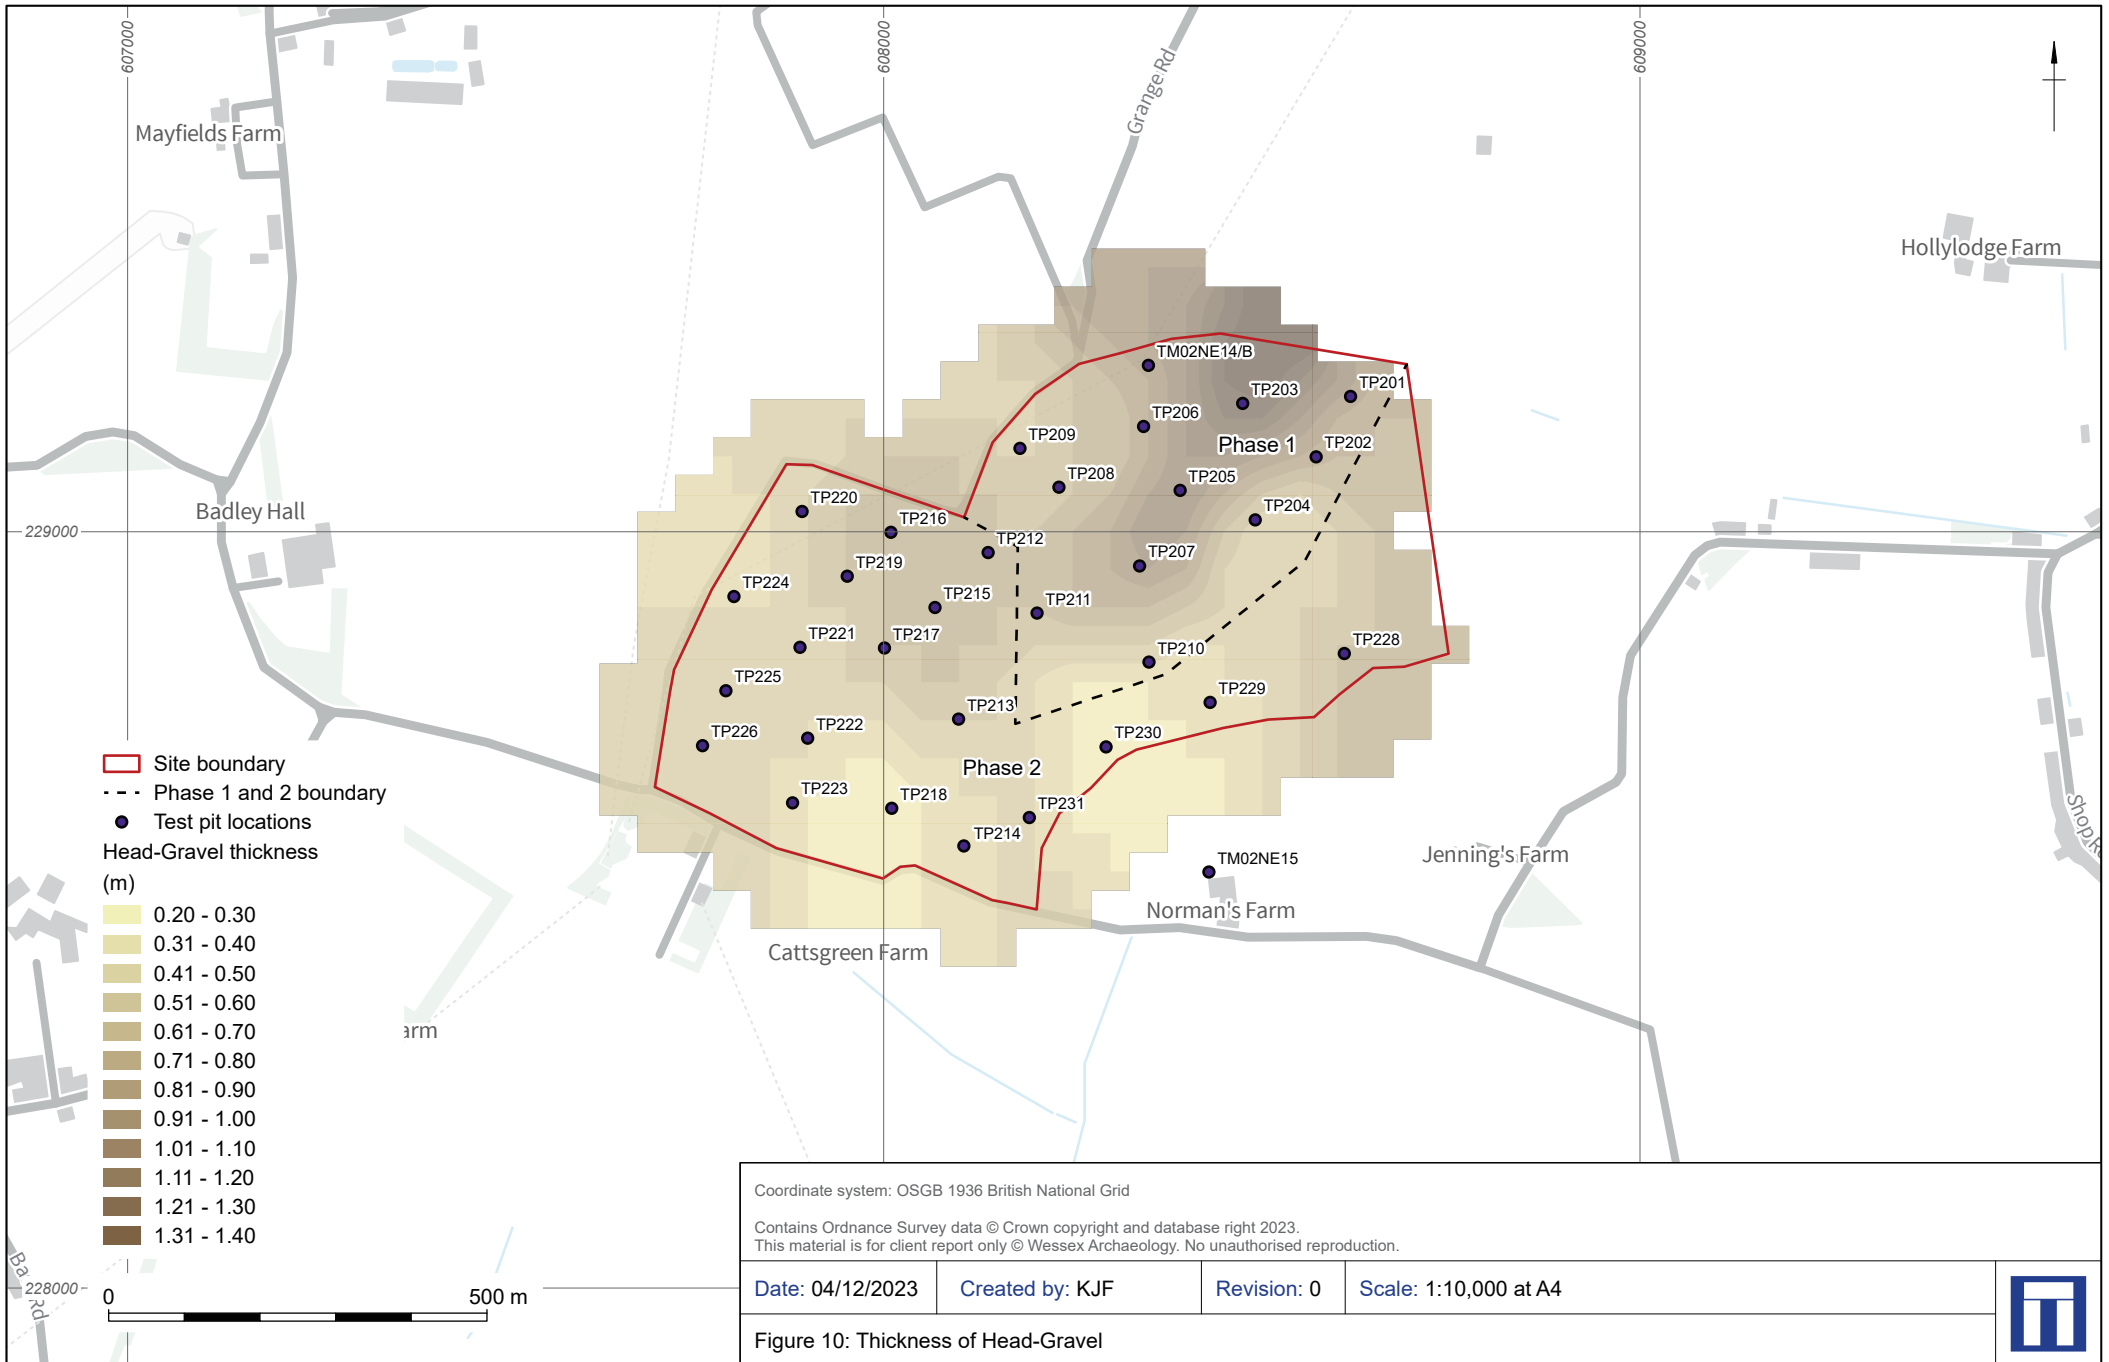 607000
608000
609000
Grange Rd
Mayfields Farm
Hollylodge Farm
TM02NE14/B
TP201
TP203
TP206
Phase 1
TP202
TP209
TP208
TP205
TP220
Badley Hall
TP216
TP204
229000
TP212
TP207
TP219
TP224
TP215
TP211
TP221
TP217
TP210
TP228
TP225
TP229
TP213
TP226
TP222
TP230
Phase 2
TP223
TP218
TP231
TP214
Jenning's Farm
TM02NE15
Norman's Farm
Cattsgreen Farm
arm
Site boundary
Phase 1 and 2 boundary
Test pit locations
Head-Gravel thickness
(m)
0.20 - 0.30
0.31 - 0.40
0.41 - 0.50
0.51 - 0.60
0.61 - 0.70
0.71 - 0.80
0.81 - 0.90
0.91 - 1.00
1.01 - 1.10
1.11 - 1.20
1.21 - 1.30
1.31 - 1.40
228000
0 500 m
Coordinate system: OSGB 1936 British National Grid
Contains Ordnance Survey data © Crown copyright and database right 2023.
This material is for client report only © Wessex Archaeology. No unauthorised reproduction.
Date: 04/12/2023 Created by: KJF Revision: 0 Scale: 1:10,000 at A4
Figure 10: Thickness of Head-Gravel